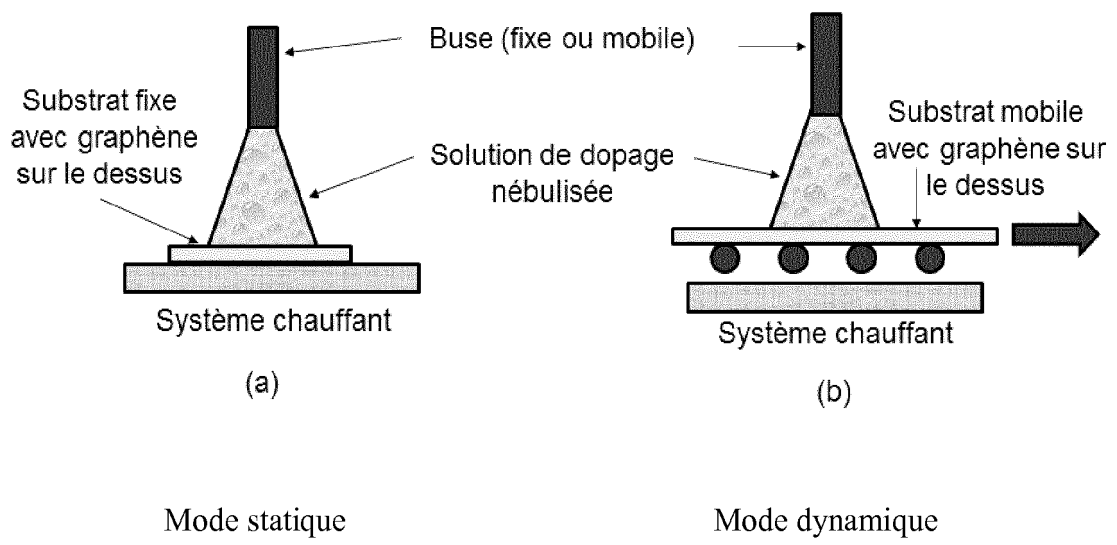 Buse (fixe ou mobile)
Substrat fixe
avec graphène
sur le dessus
Solution de dopage
nébulisée
Substrat mobile
avec graphène sur
le dessus
Système chauffant
Système chauffant
(a)
(b)
Mode statique
Mode dynamique